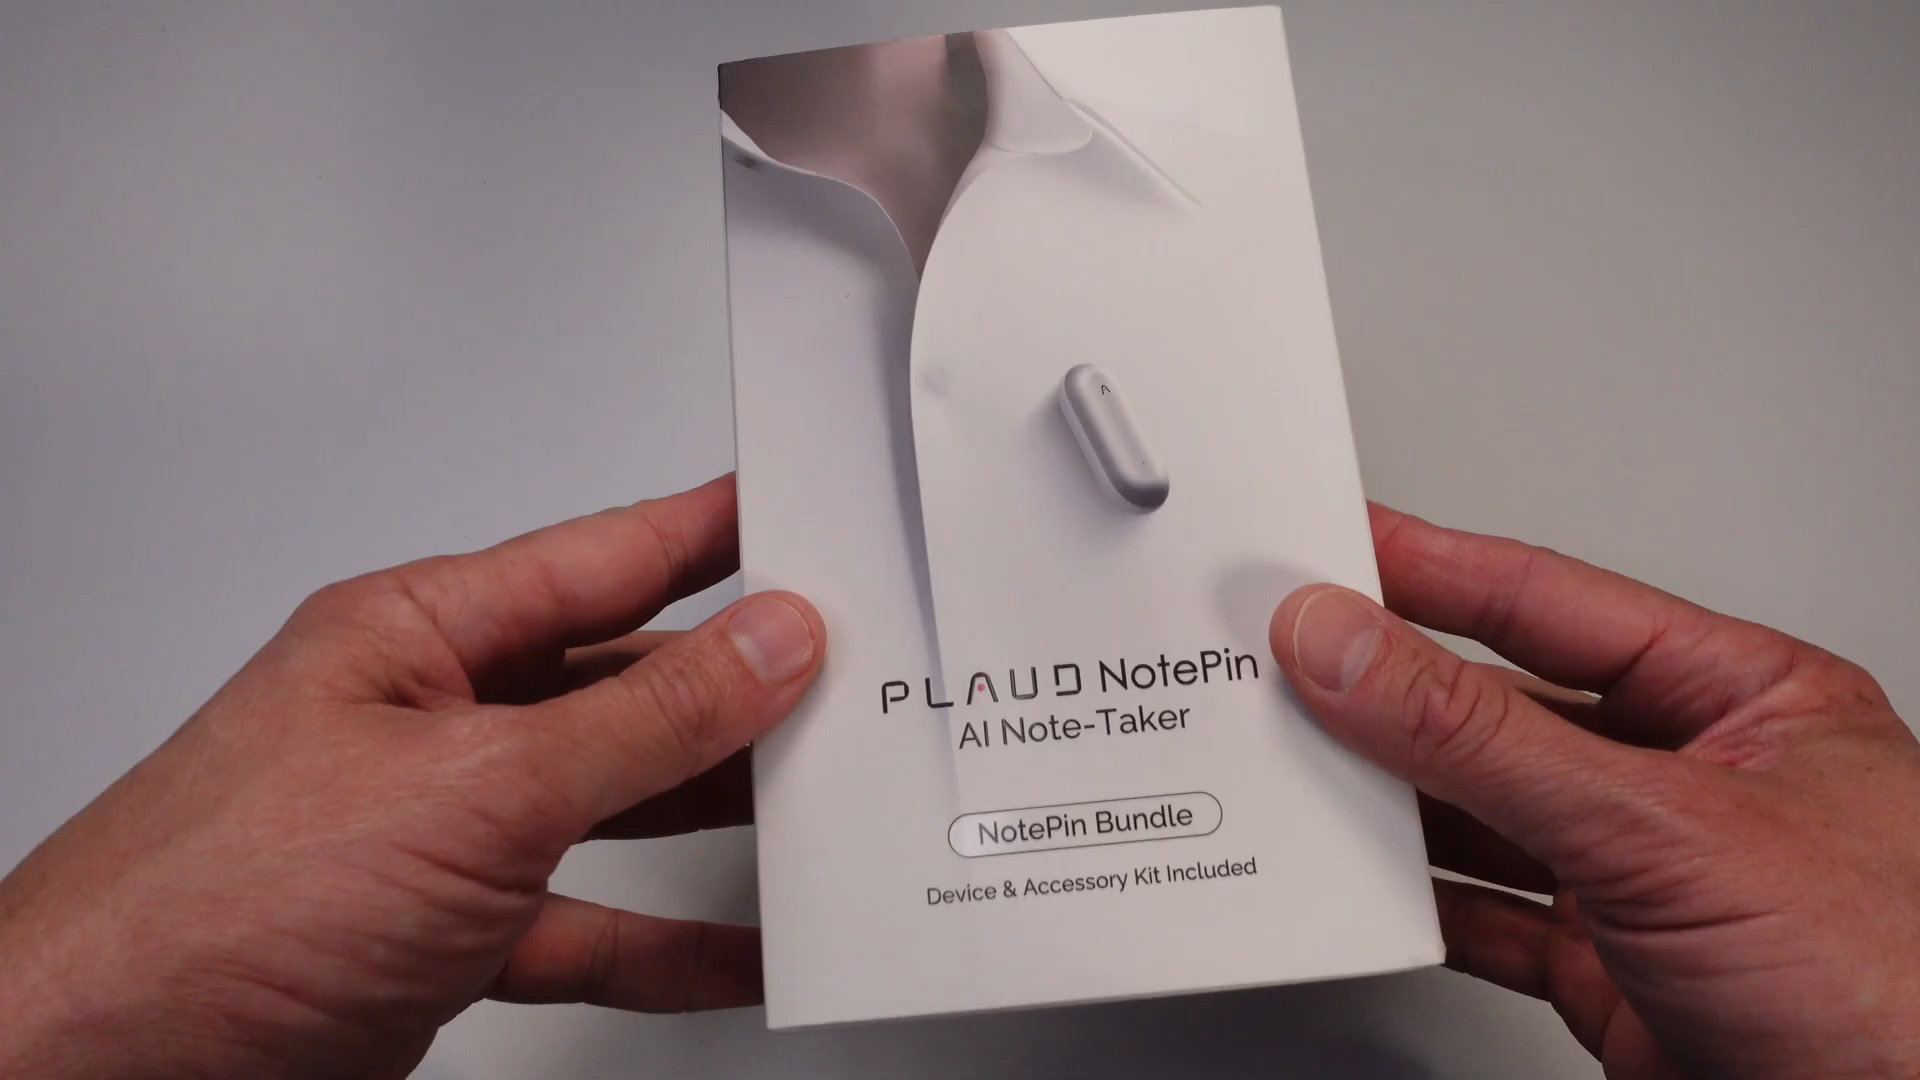 PLAUD NotePin
AI Note-Taker
NotePin Bundle
Device & Accessory Kit Included